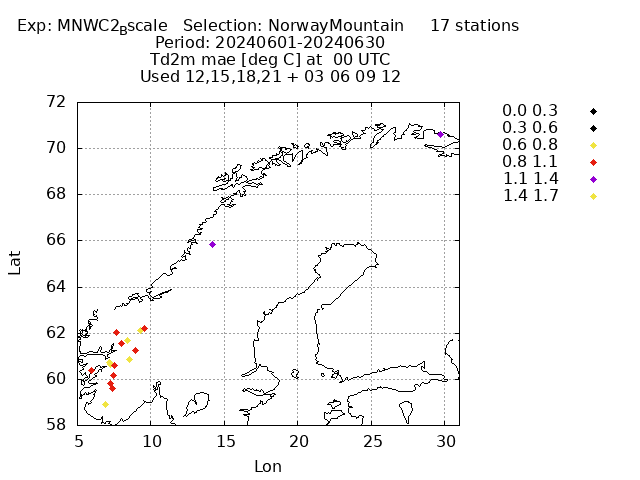 Exp: MNWC2Bscale   Selection: NorwayMountain     17 stations
Period: 20240601-20240630
Td2m mae [deg C] at  00 UTC
Used 12,15,18,21 + 03 06 09 12
72
70
68
66
64
62
60
58
Lat
5 10 15 20 25 30
Lon
0.0 0.3
0.3 0.6
0.6 0.8
0.8 1.1
1.1 1.4
1.4 1.7